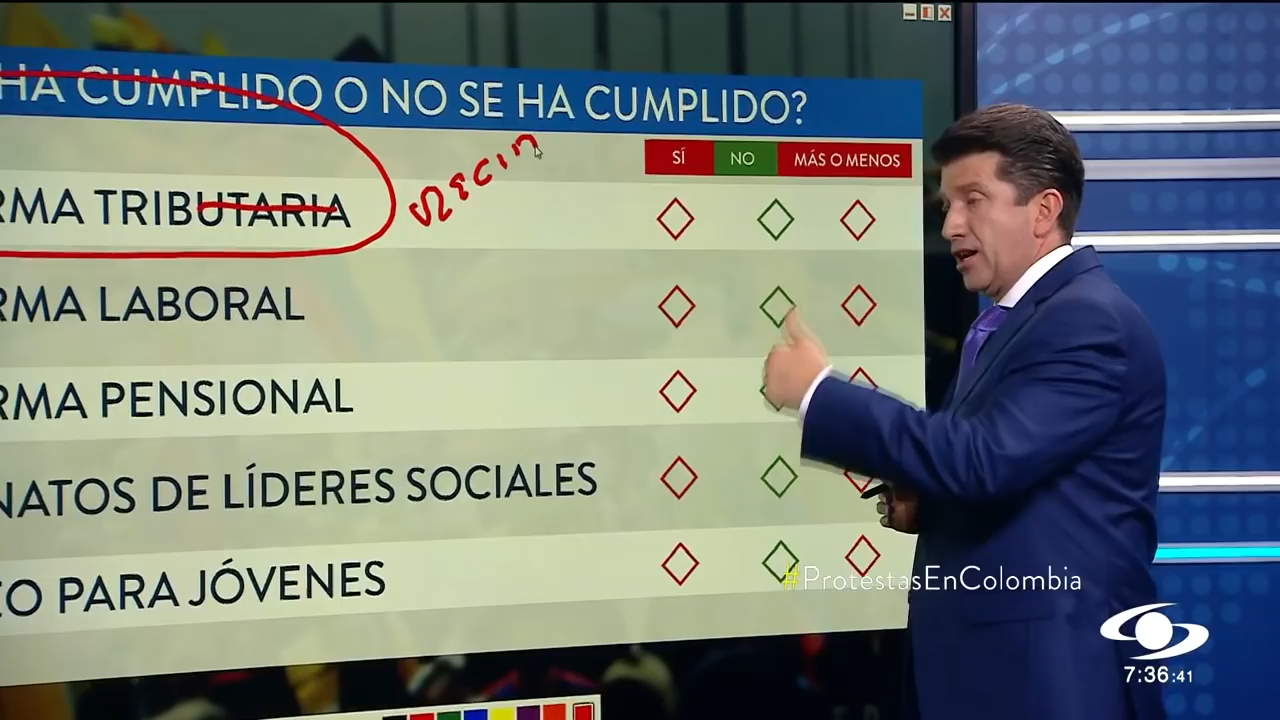 HA CUMPLIDO O NO SE HA CUMPLIDO?
SÍ NO MÁS O MENOS
RMA TRIBUTARIA
RMA LABORAL
RMA PENSIONAL
NATOS DE LÍDERES SOCIALES
EO PARA JÓVENES
#ProtestasEnColombia
7:36:41